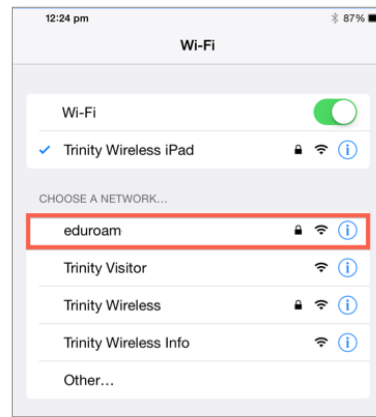 12:24 pm 87%
Wi-Fi
Wi-Fi
Trinity Wireless iPad
CHOOSE A NETWORK...
eduroam
Trinity Visitor
Trinity Wireless
Trinity Wireless Info
Other...